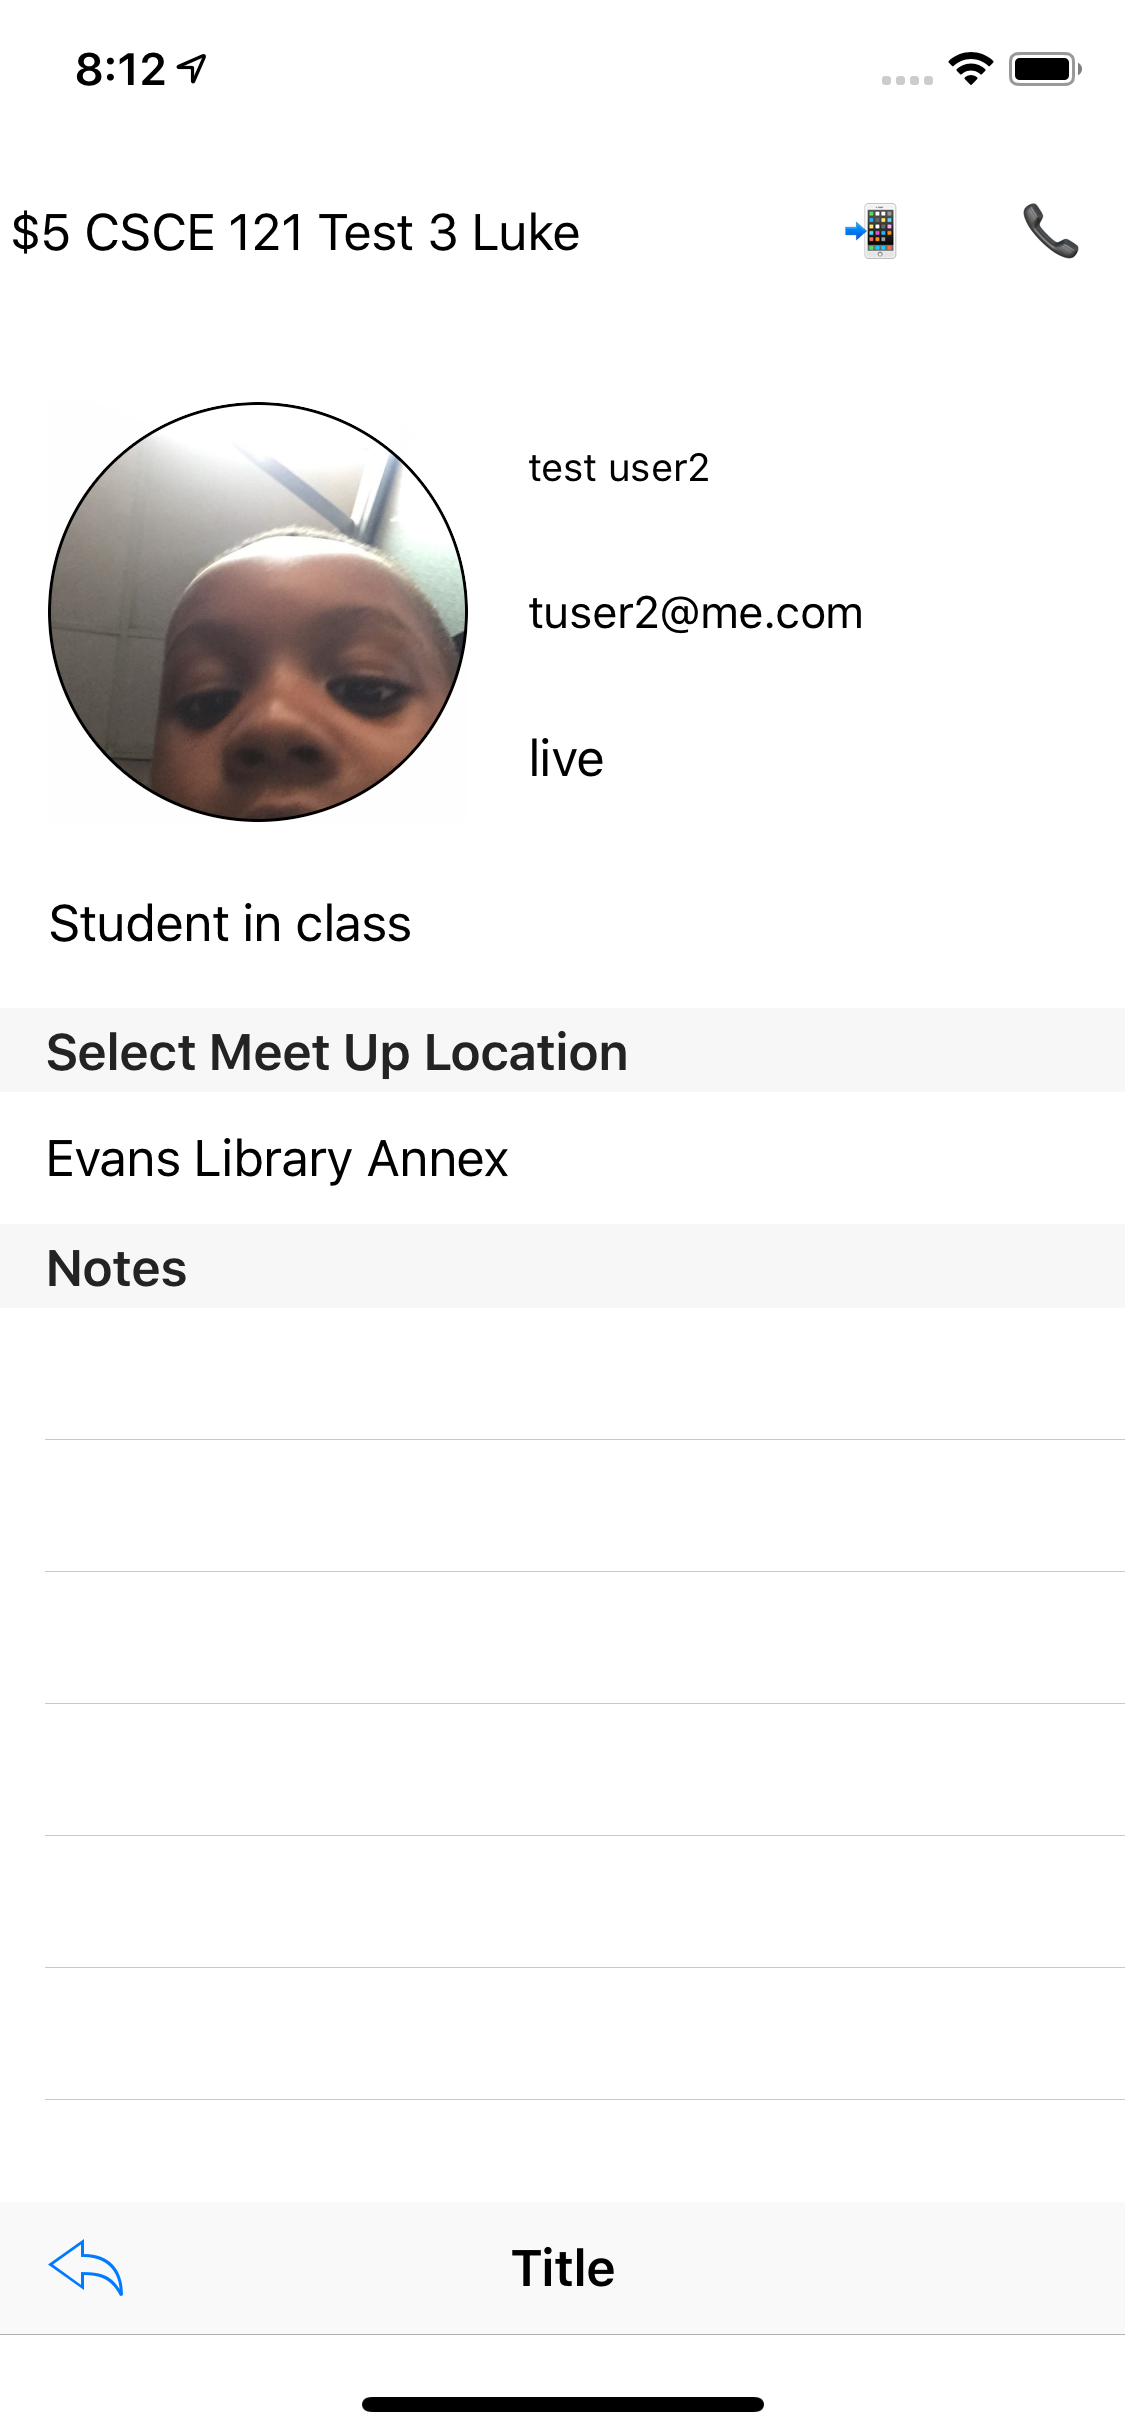 8:12
$5 CSCE 121 Test 3 Luke
test user2
tuser2@me.com
live
Student in class
Select Meet Up Location
Evans Library Annex
Notes
Title